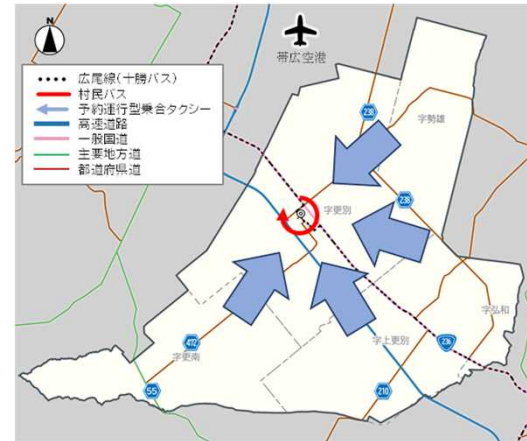 N
帯広空港
広尾線(十勝バス)
村民バス
予約運行型乗合タクシー
高速道路
一般国道
主要地方道
都道府県道
238
字勢雄
238
字更別
字弘和
472
字更南
字上更別
236
55
210